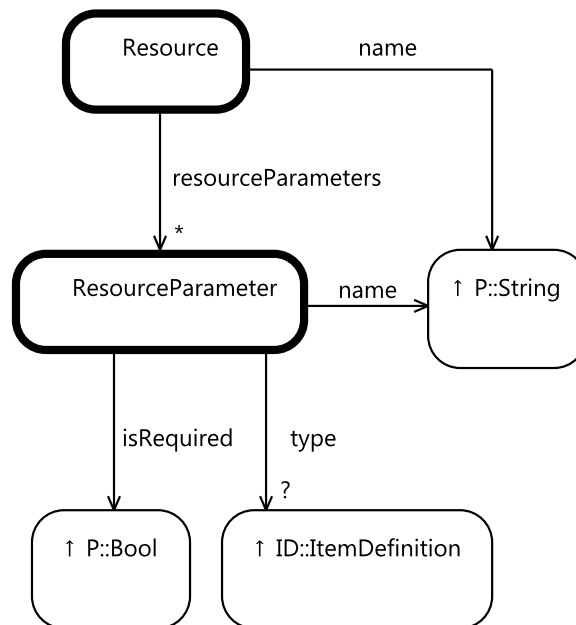 Resource
name
resourceParameters
*
ResourceParameter
name
↑ P::String
isRequired
type
?
↑ P::Bool
↑ ID::ItemDefinition